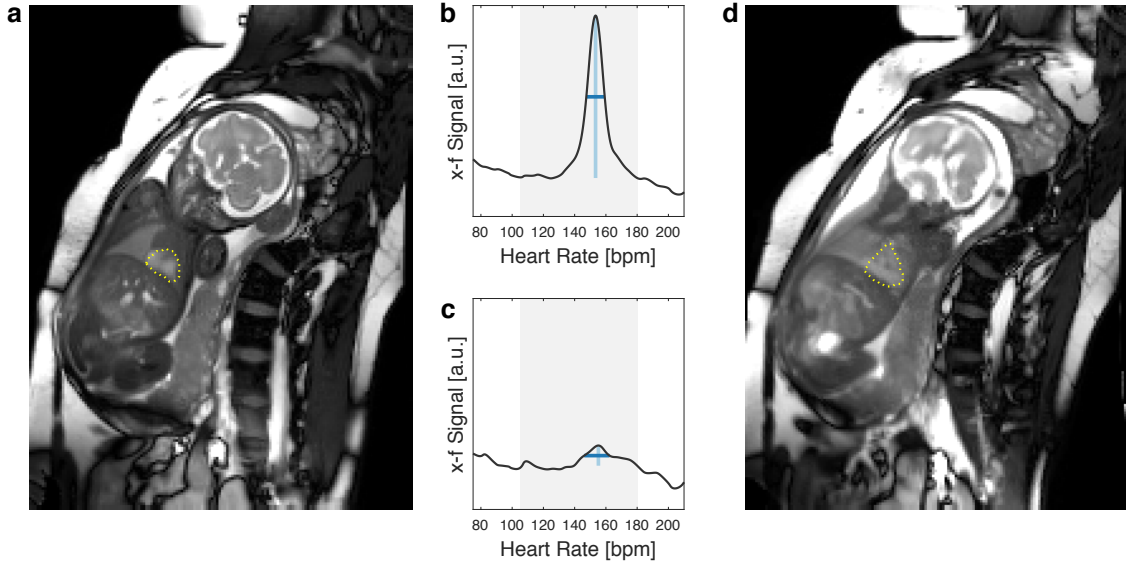 a
b
x-f Signal [a.u.]
80 100 120 140 160 180 200
Heart Rate [bpm]
c
x-f Signal [a.u.]
80 100 120 140 160 180 200
Heart Rate [bpm]
d